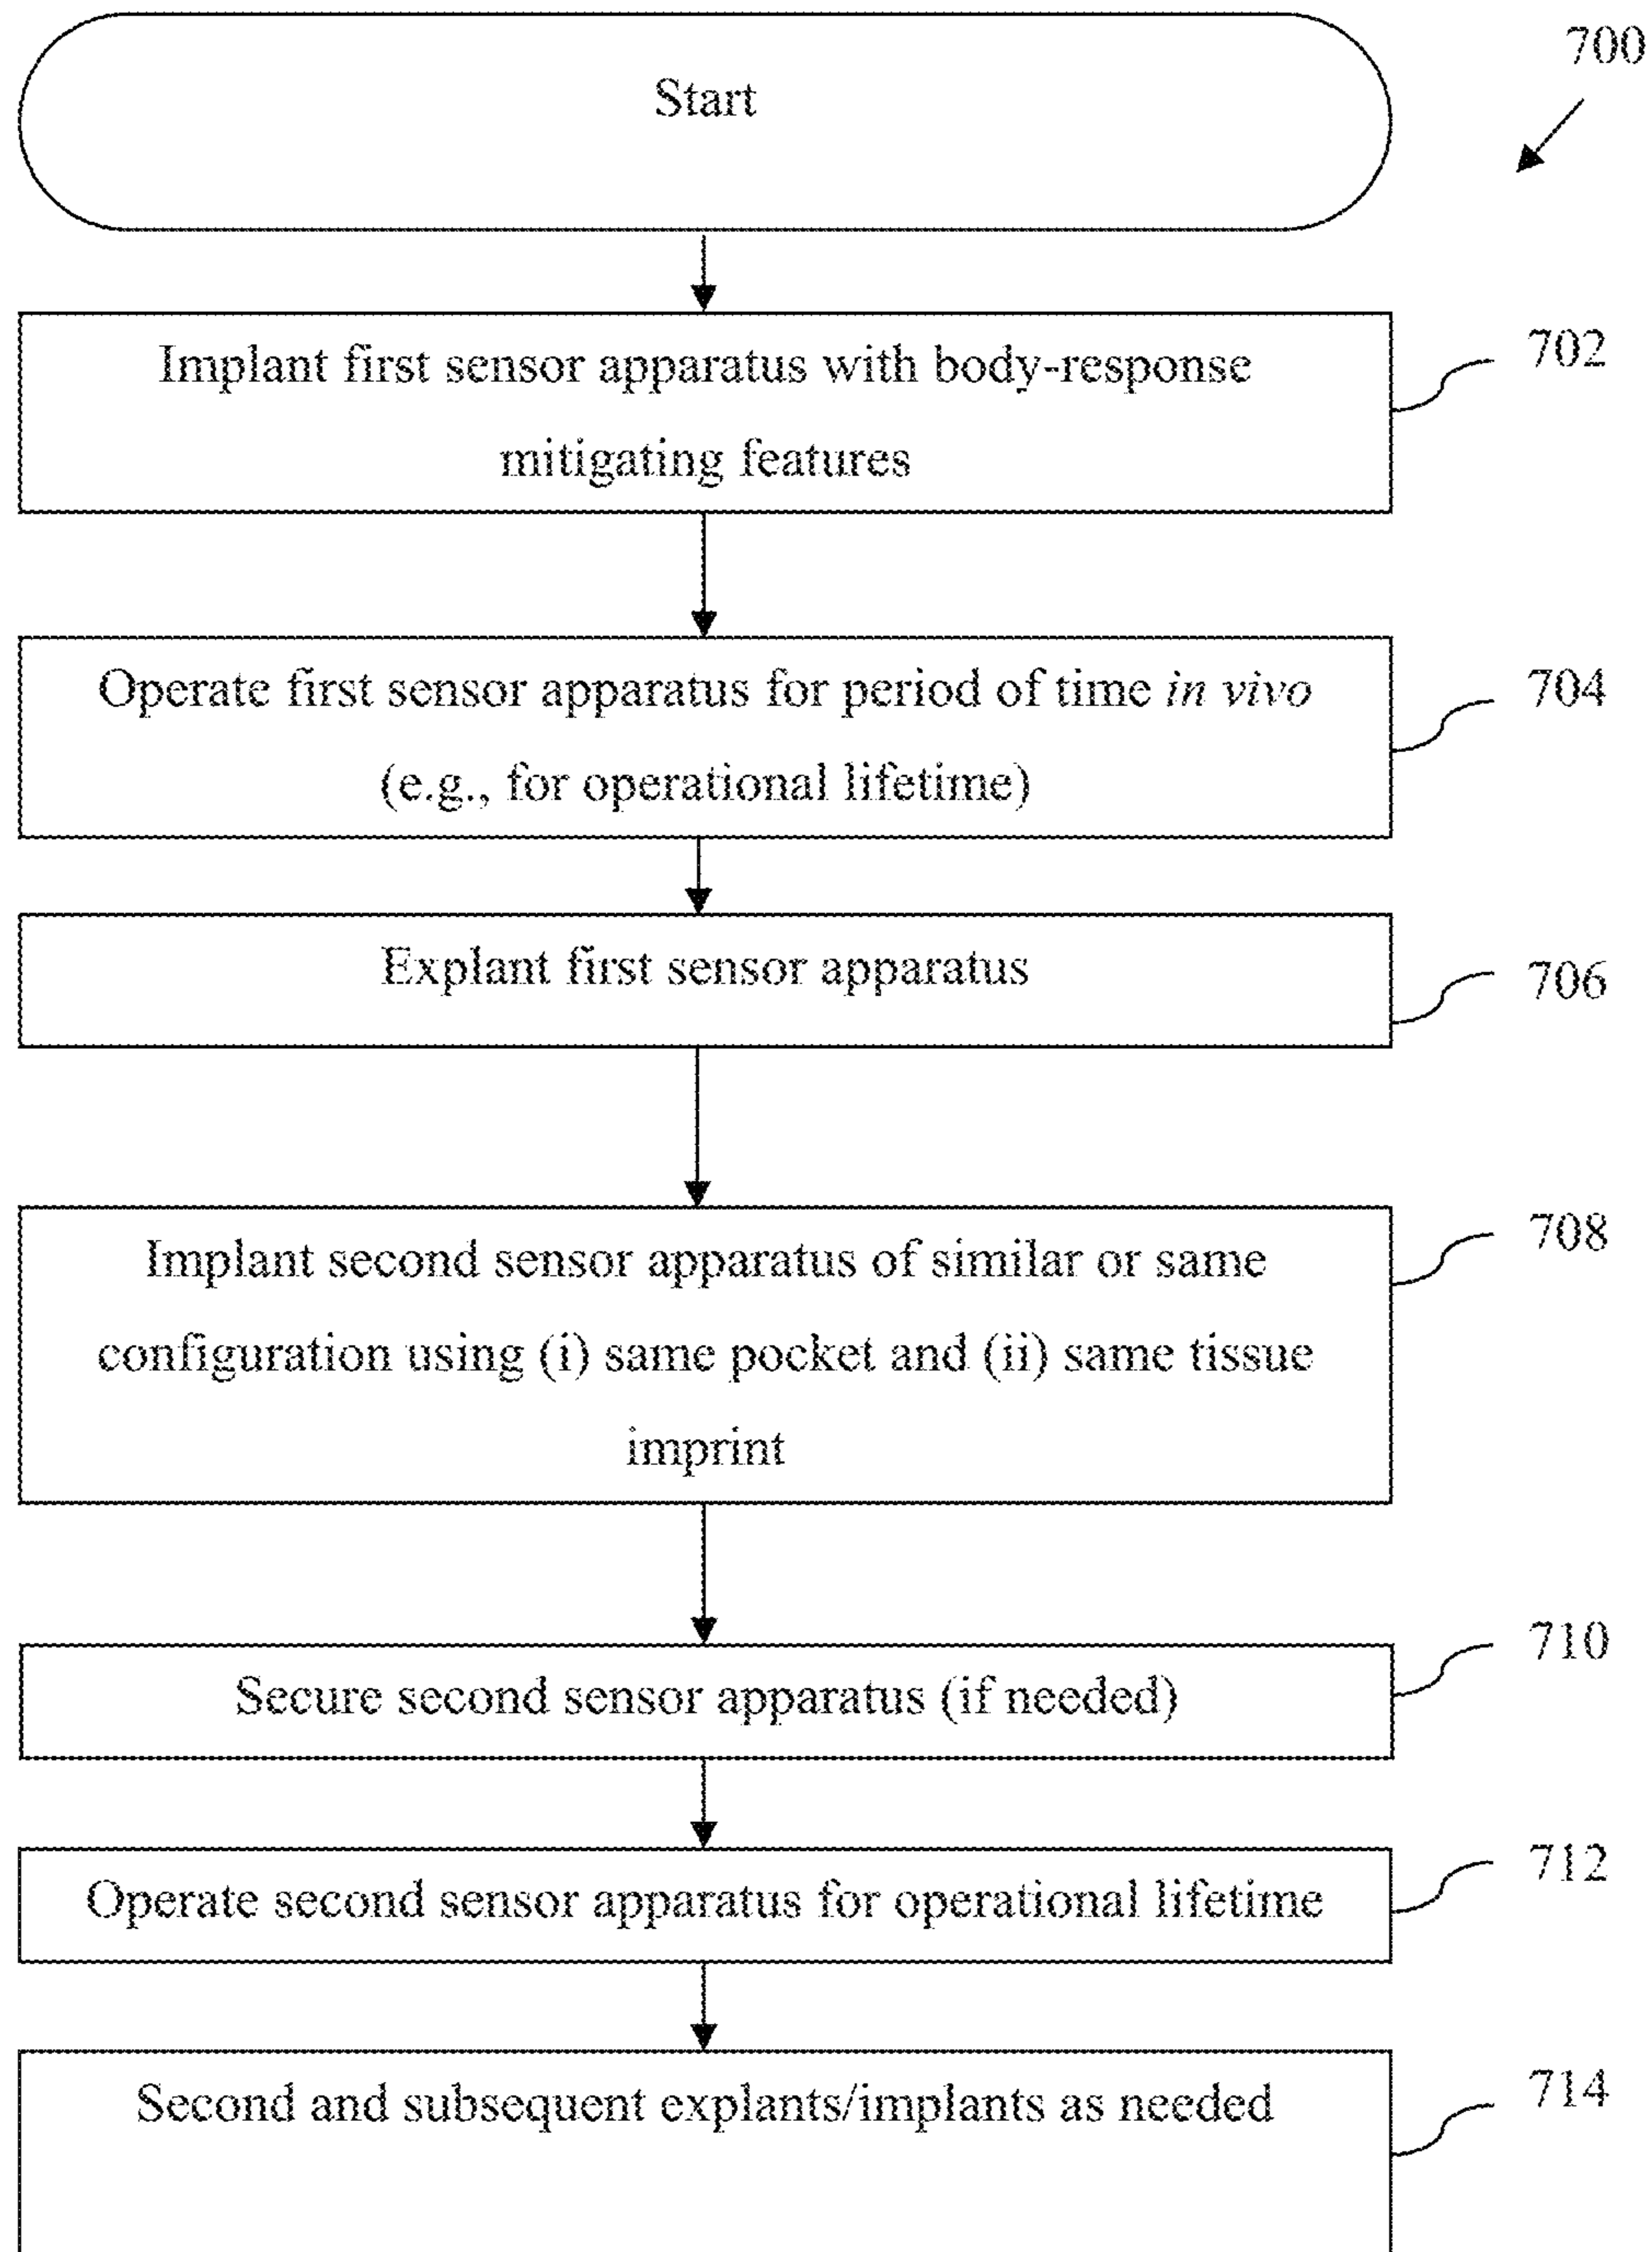 Start
700
Implant first sensor apparatus with body-response
mitigating features
702
Operate first sensor apparatus for period of time in vivo
(e.g., for operational lifetime)
704
Explant first sensor apparatus
706
Implant second sensor apparatus of similar or same
configuration using (i) same pocket and (ii) same tissue
imprint
708
Secure second sensor apparatus (if needed)
710
Operate second sensor apparatus for operational lifetime
712
Second and subsequent explants/implants as needed
714